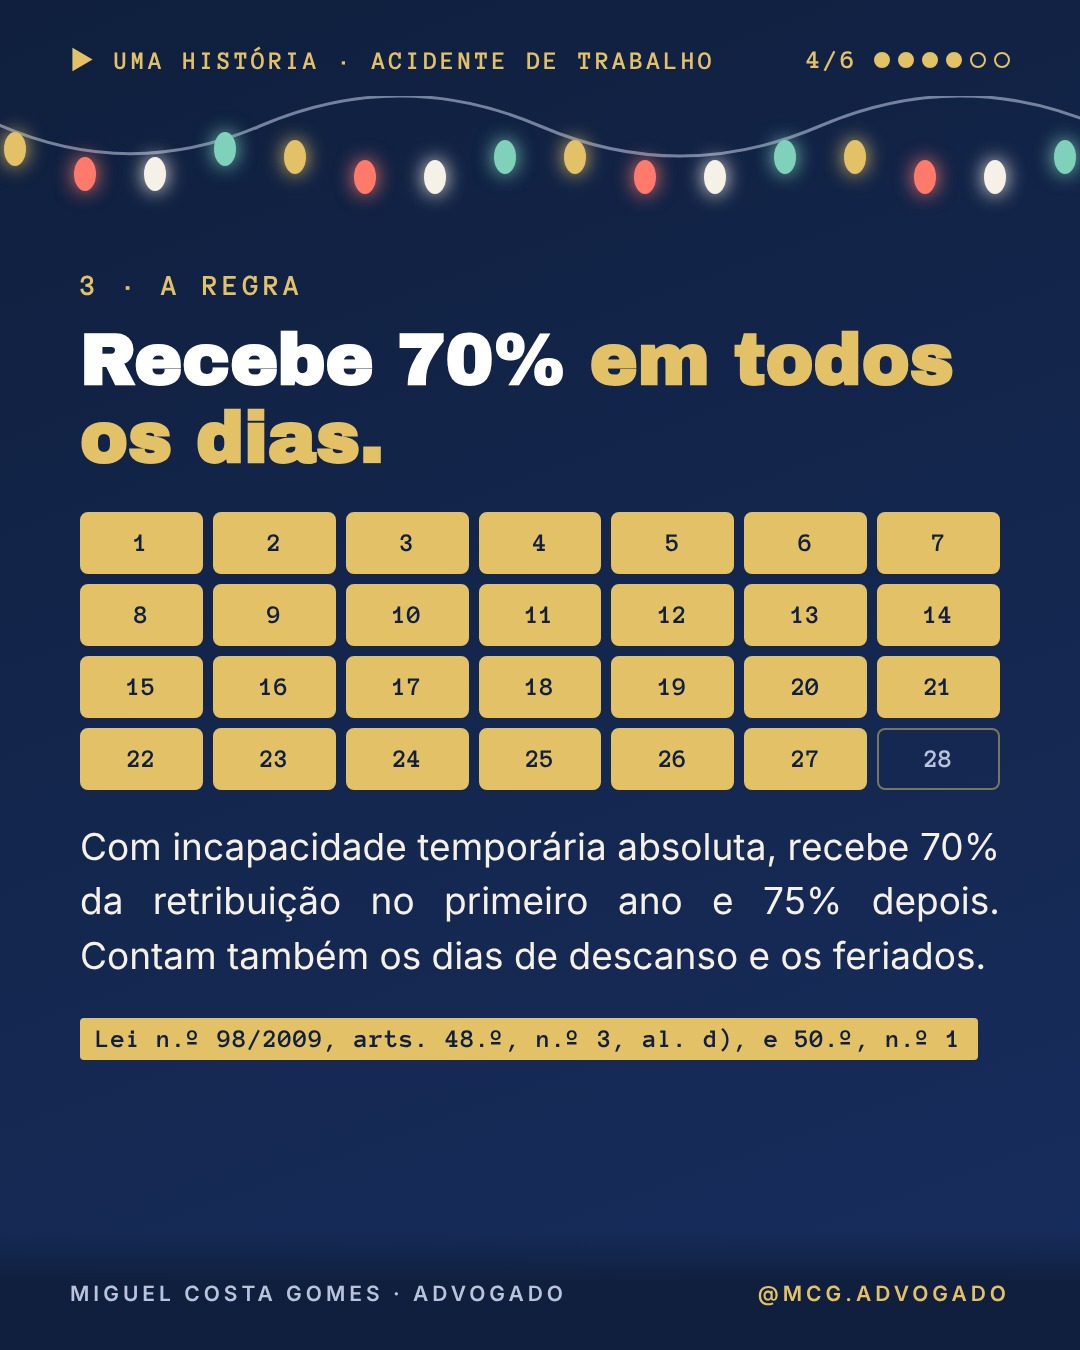 ▶ UMA HISTÓRIA · ACIDENTE DE TRABALHO 4/6
3 · A REGRA
Recebe 70% em todos
os dias.
1 2 3 4 5 6 7
8 9 10 11 12 13 14
15 16 17 18 19 20 21
22 23 24 25 26 27 28
Com incapacidade temporária absoluta, recebe 70%
da retribuição no primeiro ano e 75% depois.
Contam também os dias de descanso e os feriados.
Lei n.º 98/2009, arts. 48.º, n.º 3, al. d), e 50.º, n.º 1
MIGUEL COSTA GOMES · ADVOGADO @MCG.ADVOGADO